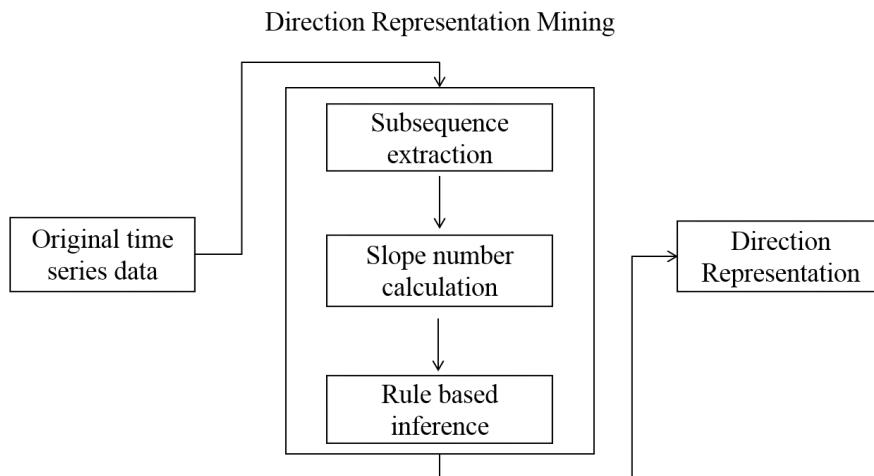 Direction Representation Mining
Subsequence
extraction
Original time
series data
Slope number
calculation
Direction
Representation
Rule based
inference